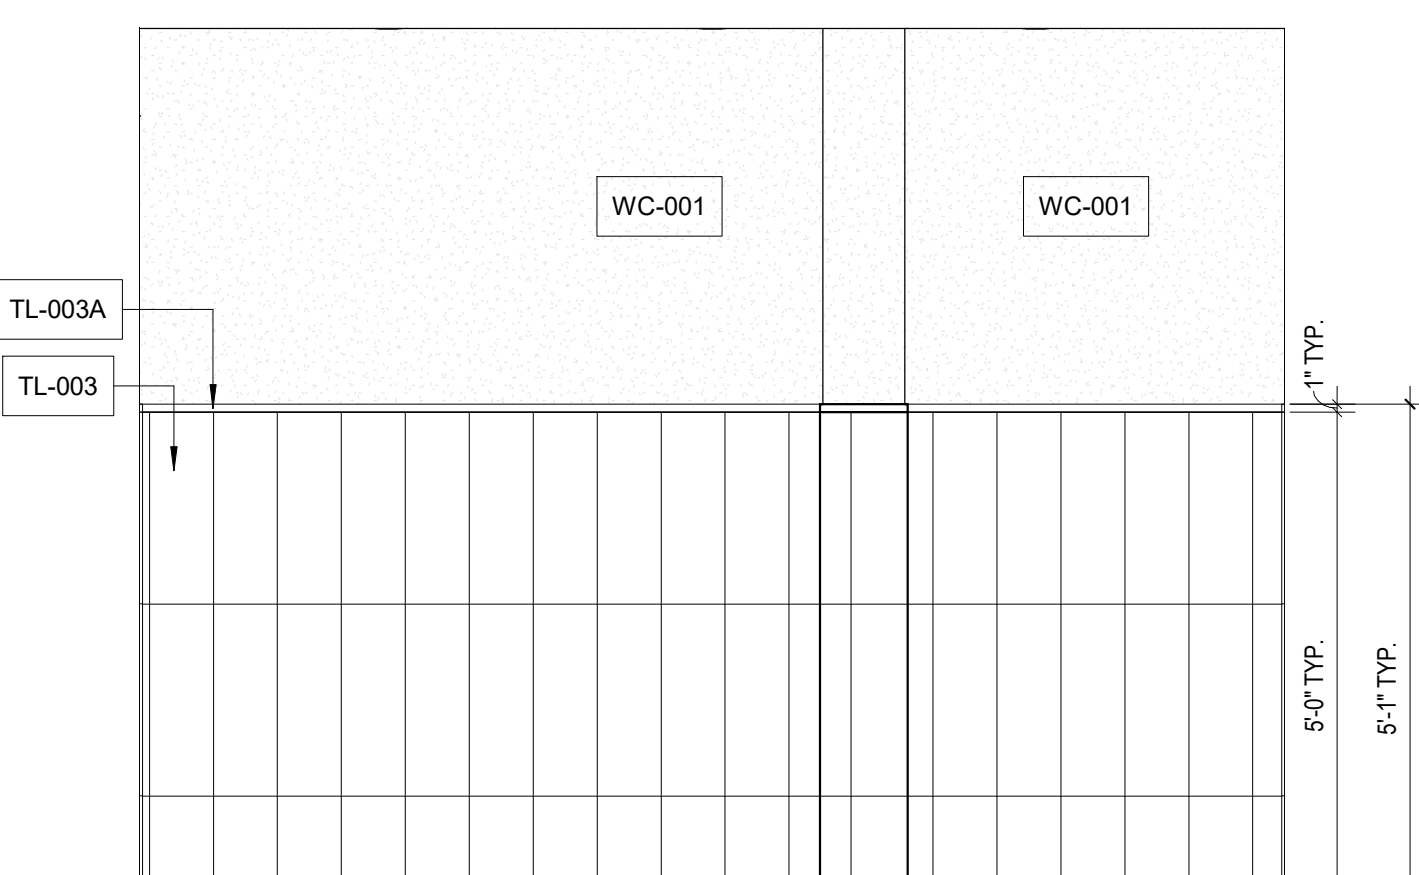 WC-001
WC-001
TL-003A
TL-003
1" TYP.
5'-0" TYP.
5'-1" TYP.